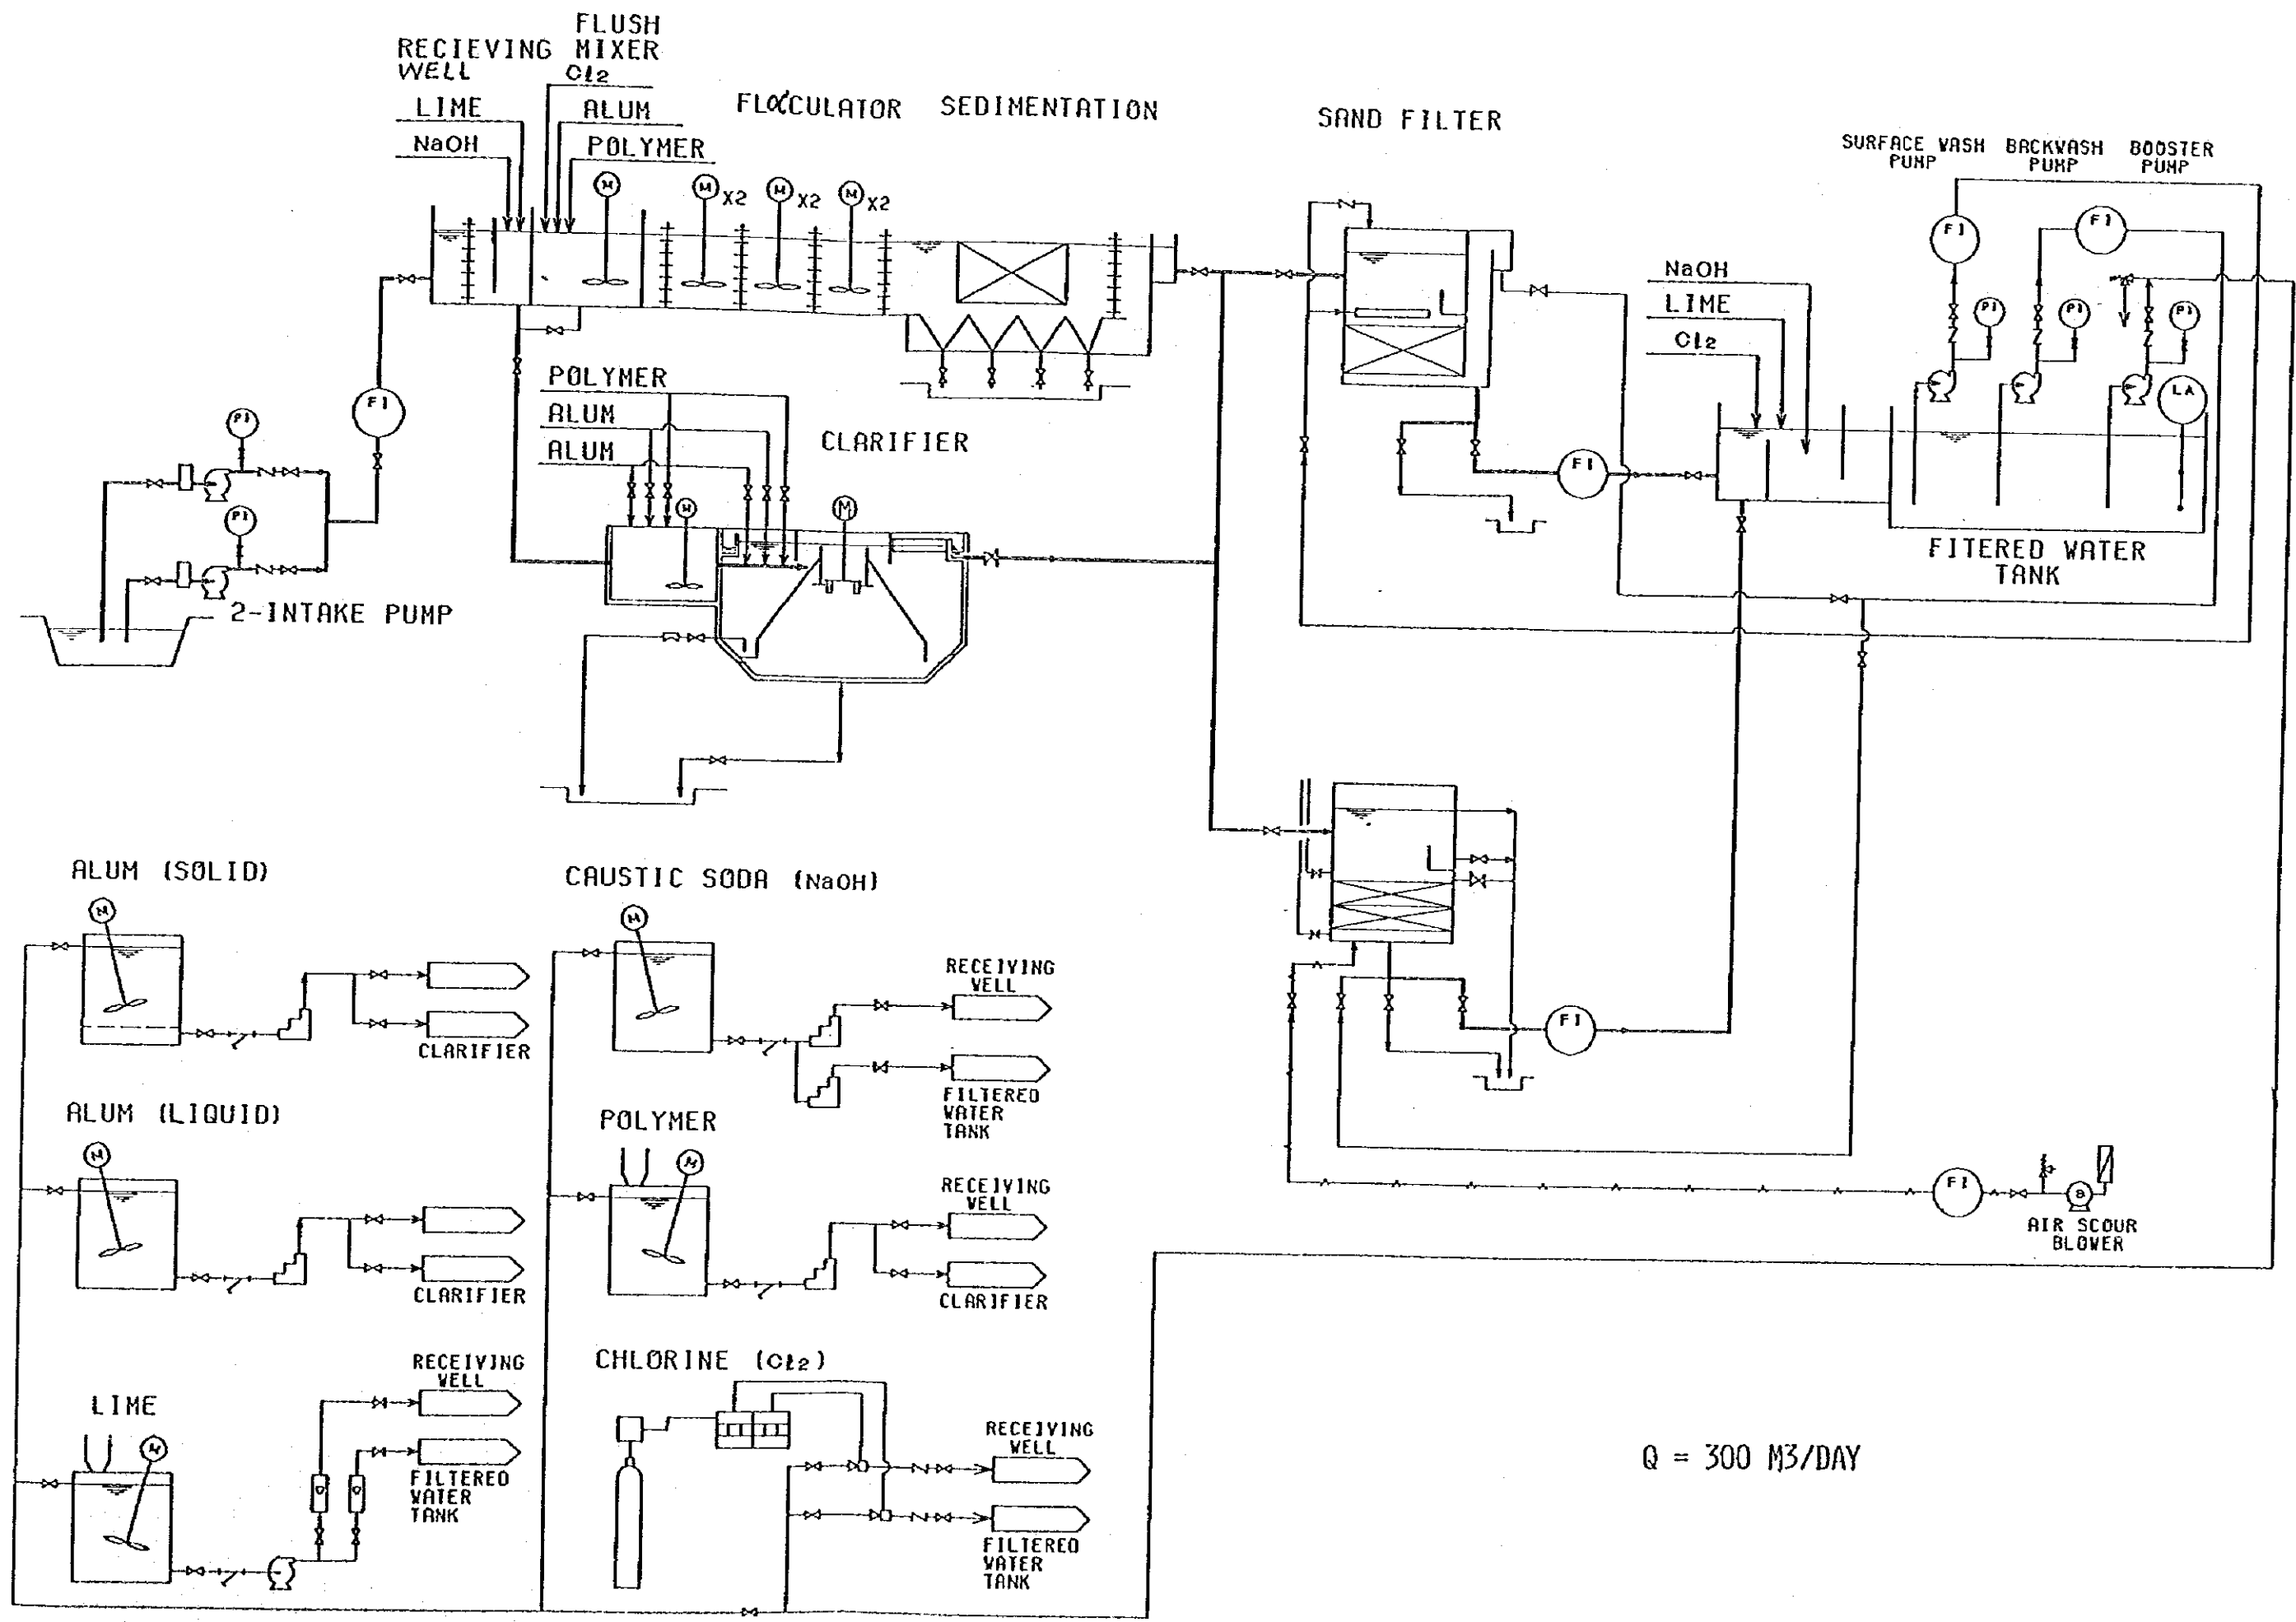 FLUSH
RECIEVING MIXER
WELL
Cl2
LIME
ALUM
NaOH
POLYMER
FLOCCULATOR
SEDIMENTATION
SAND FILTER
SURFACE WASH
PUMP
BACKWASH
PUMP
BOOSTER
PUMP
M
M
X2
M
X2
M
X2
FI
FI
PI
PI
PI
LA
NaOH
LIME
Cl2
FI
PI
PI
2-INTAKE PUMP
POLYMER
ALUM
ALUM
CLARIFIER
M
M
FI
FITERED WATER
TANK
ALUM (SOLID)
M
CLARIFIER
ALUM (LIQUID)
M
CLARIFIER
LIME
M
RECEIVING
WELL
FILTERED
WATER
TANK
CAUSTIC SODA (NaOH)
M
RECEIVING
WELL
FILTERED
WATER
TANK
POLYMER
M
RECEIVING
WELL
CLARIFIER
CHLORINE (Cl2)
RECEIVING
WELL
FILTERED
WATER
TANK
FI
FI
B
AIR SCOUR
BLOWER
Q = 300 M3/DAY